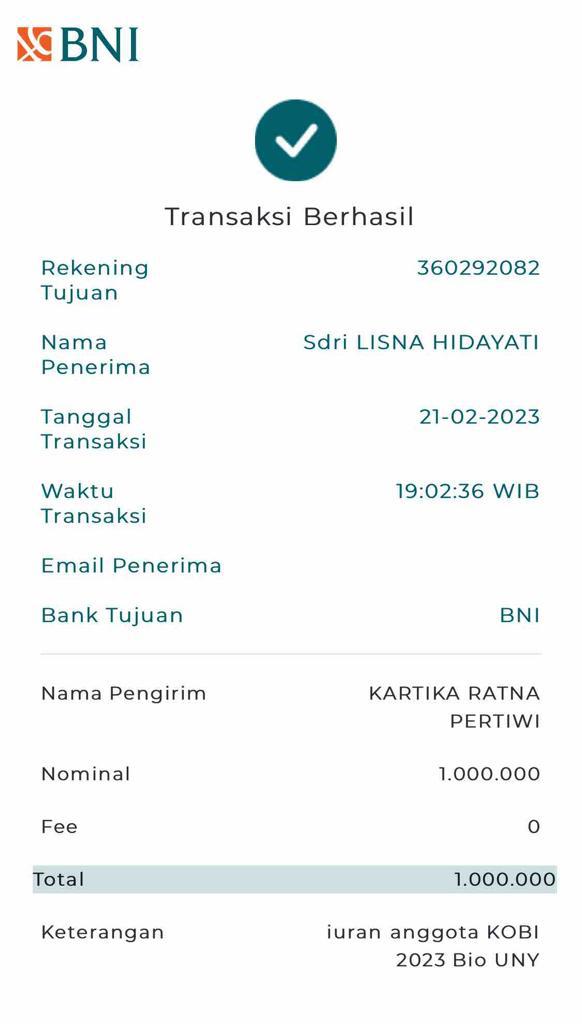 BNI
Transaksi Berhasil
Rekening Tujuan 360292082
Nama Penerima Sdri LISNA HIDAYATI
Tanggal Transaksi 21-02-2023
Waktu Transaksi 19:02:36 WIB
Email Penerima
Bank Tujuan BNI
Nama Pengirim KARTIKA RATNA PERTIWI
Nominal 1.000.000
Fee 0
Total 1.000.000
Keterangan iuran anggota KOBI 2023 Bio UNY